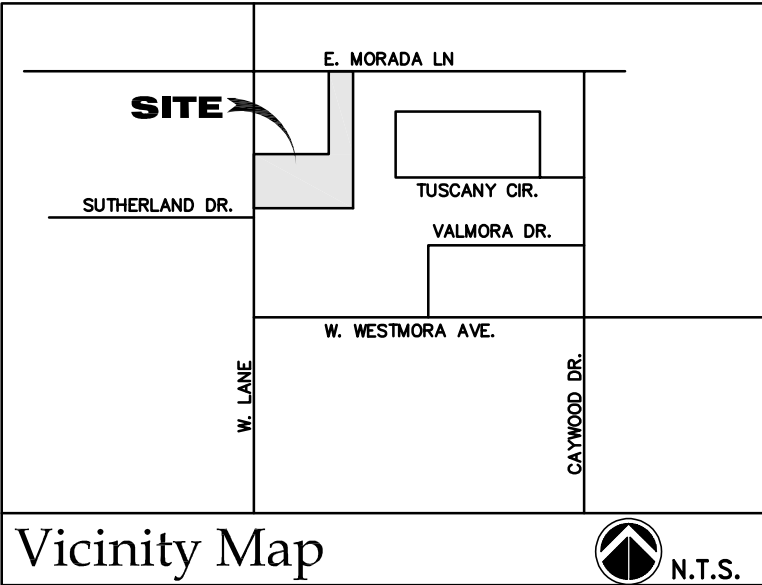 E. MORADA LN
SITE
SUTHERLAND DR.
TUSCANY CIR.
VALMORA DR.
W. WESTMORA AVE.
W. LANE
CAYWOOD DR.
Vicinity Map
N.T.S.